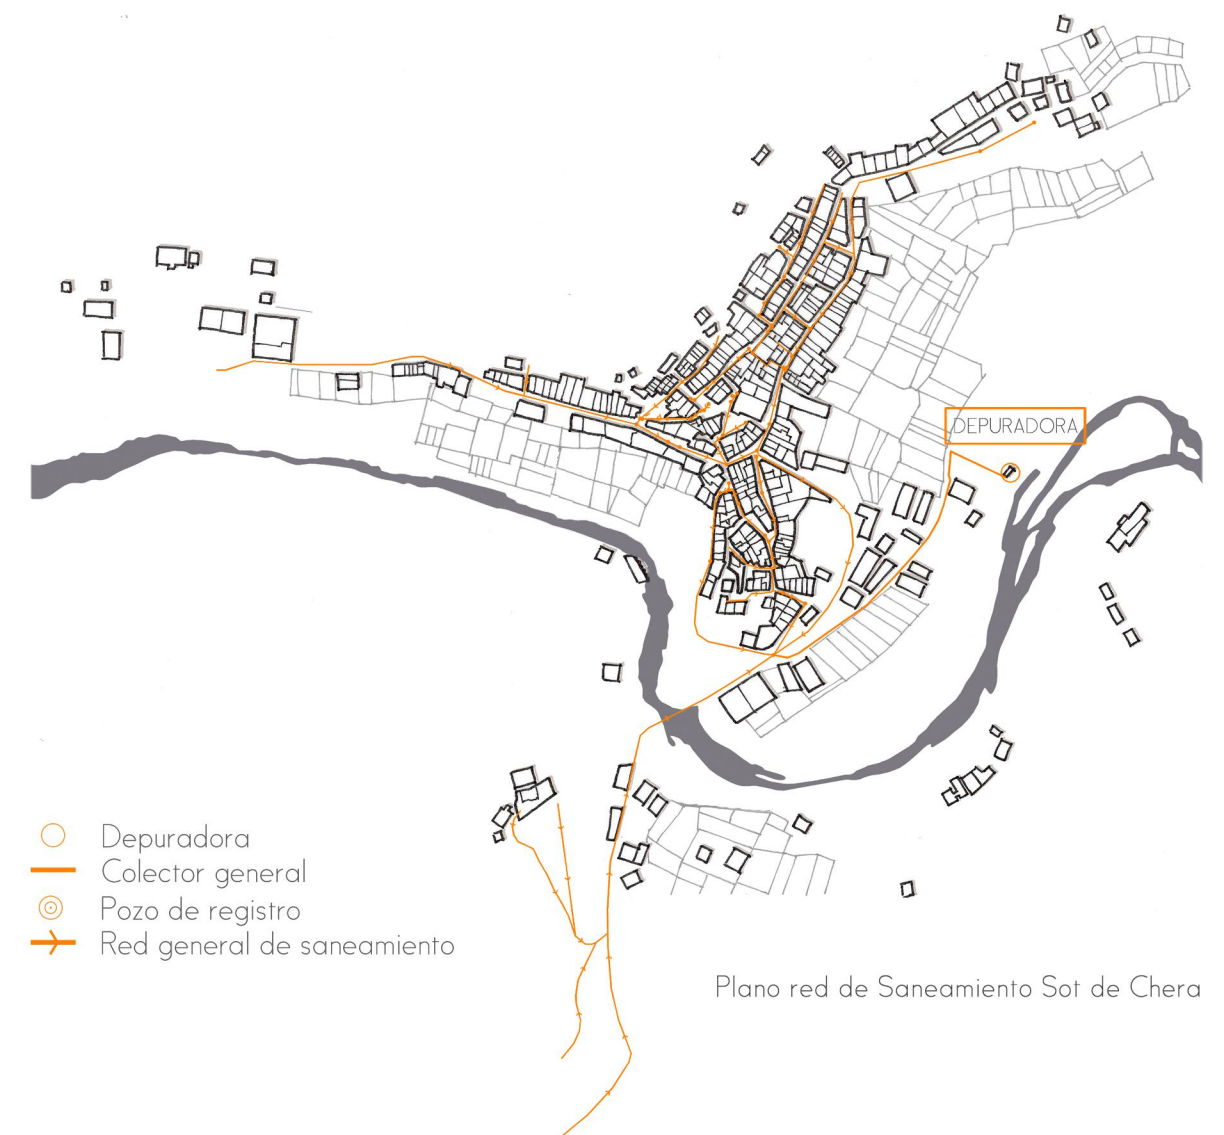 DEPURADORA
Depuradora
Colector general
Pozo de registro
Red general de saneamiento
Plano red de Saneamiento Sot de Chera